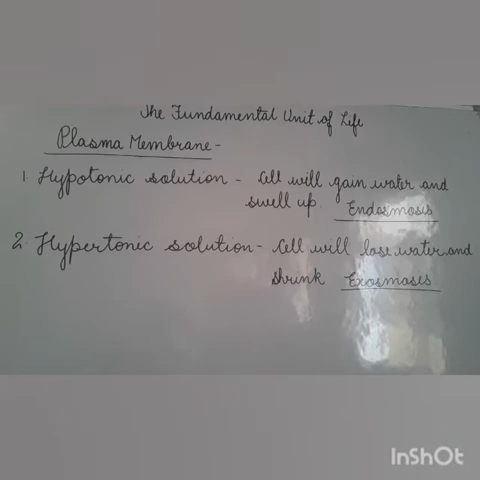 The Fundamental Unit of Life
Plasma Membrane-
1. Hypotonic solution - Cell will gain water and
swell up. Endosmosis
2. Hypertonic solution - Cell will lose water and
shrink Exosmoses
InShOt